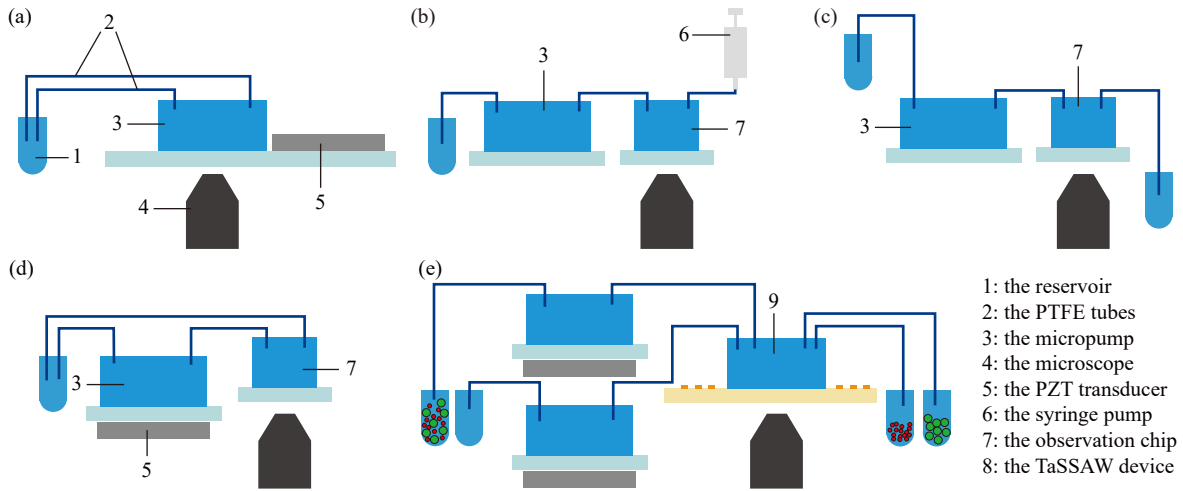 (a)
2
3
1
4
5
(b)
6
3
7
(c)
7
3
(d)
3
5
7
(e)
9
1: the reservoir
2: the PTFE tubes
3: the micropump
4: the microscope
5: the PZT transducer
6: the syringe pump
7: the observation chip
8: the TaSSAW device